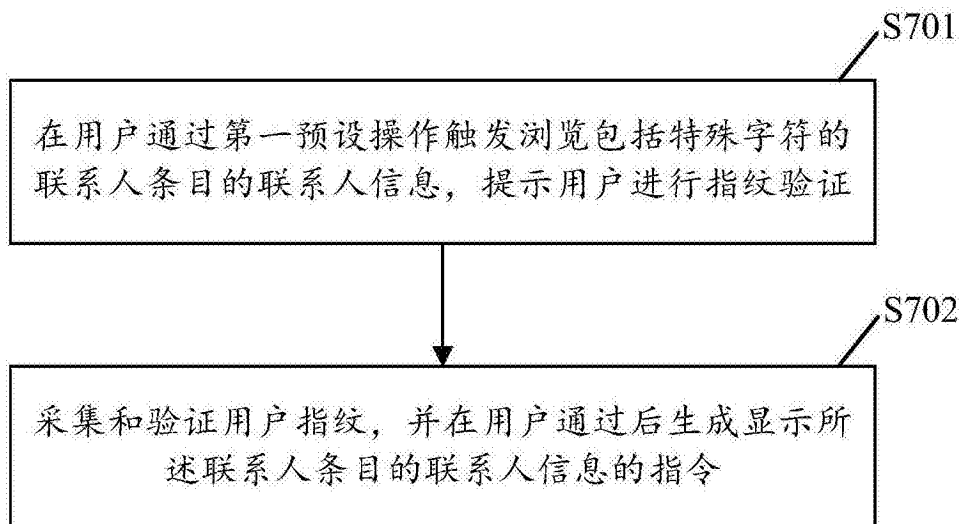 S701
在用户通过第一预设操作触发浏览包括特殊字符的
联系人条目的联系人信息，提示用户进行指纹验证
S702
采集和验证用户指纹，并在用户通过后生成显示所
述联系人条目的联系人信息的指令